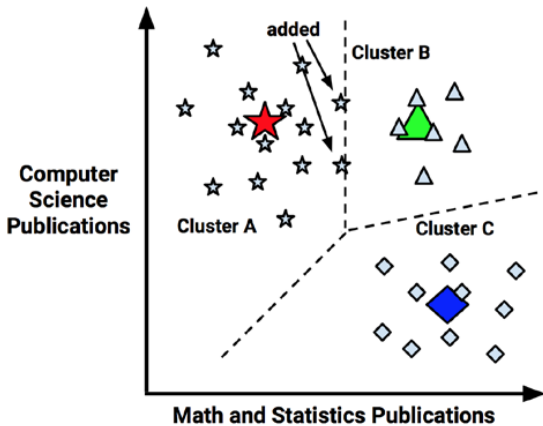 added
Cluster B
Computer
Science
Publications
Cluster A
Cluster C
Math and Statistics Publications